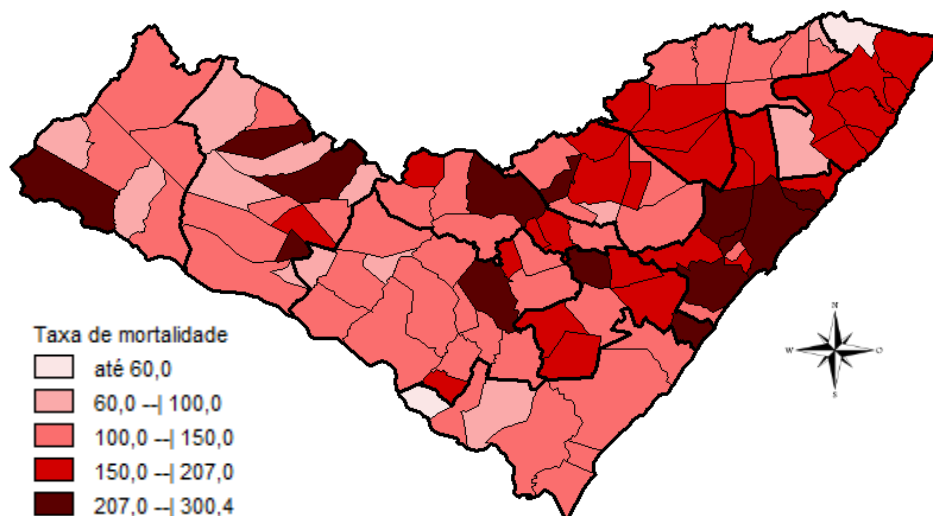 Taxa de mortalidade
até 60,0
60,0 --| 100,0
100,0 --| 150,0
150,0 --| 207,0
207,0 --| 300,4
N
W O
S